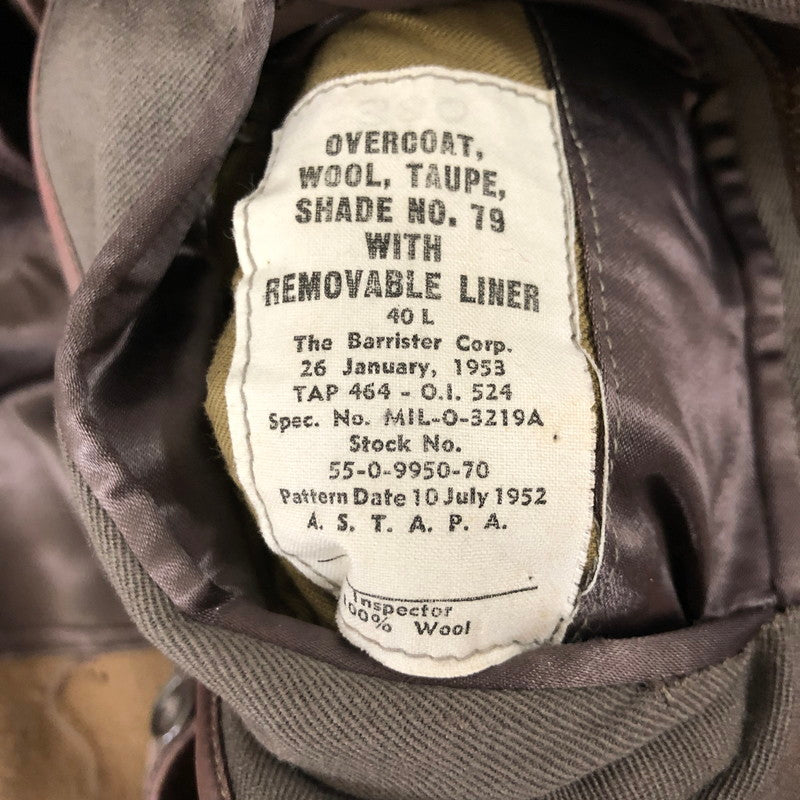 OVERCOAT,
WOOL, TAUPE,
SHADE NO. 79
WITH
REMOVABLE LINER
40 L
The Barrister Corp.
26 January, 1953
TAP 464 - O.I. 524
Spec. No. MIL-O-3219A
Stock No.
55-0-9950-70
Pattern Date 10 July 1952
A. S. T. A. P. A.
Inspector
100% Wool